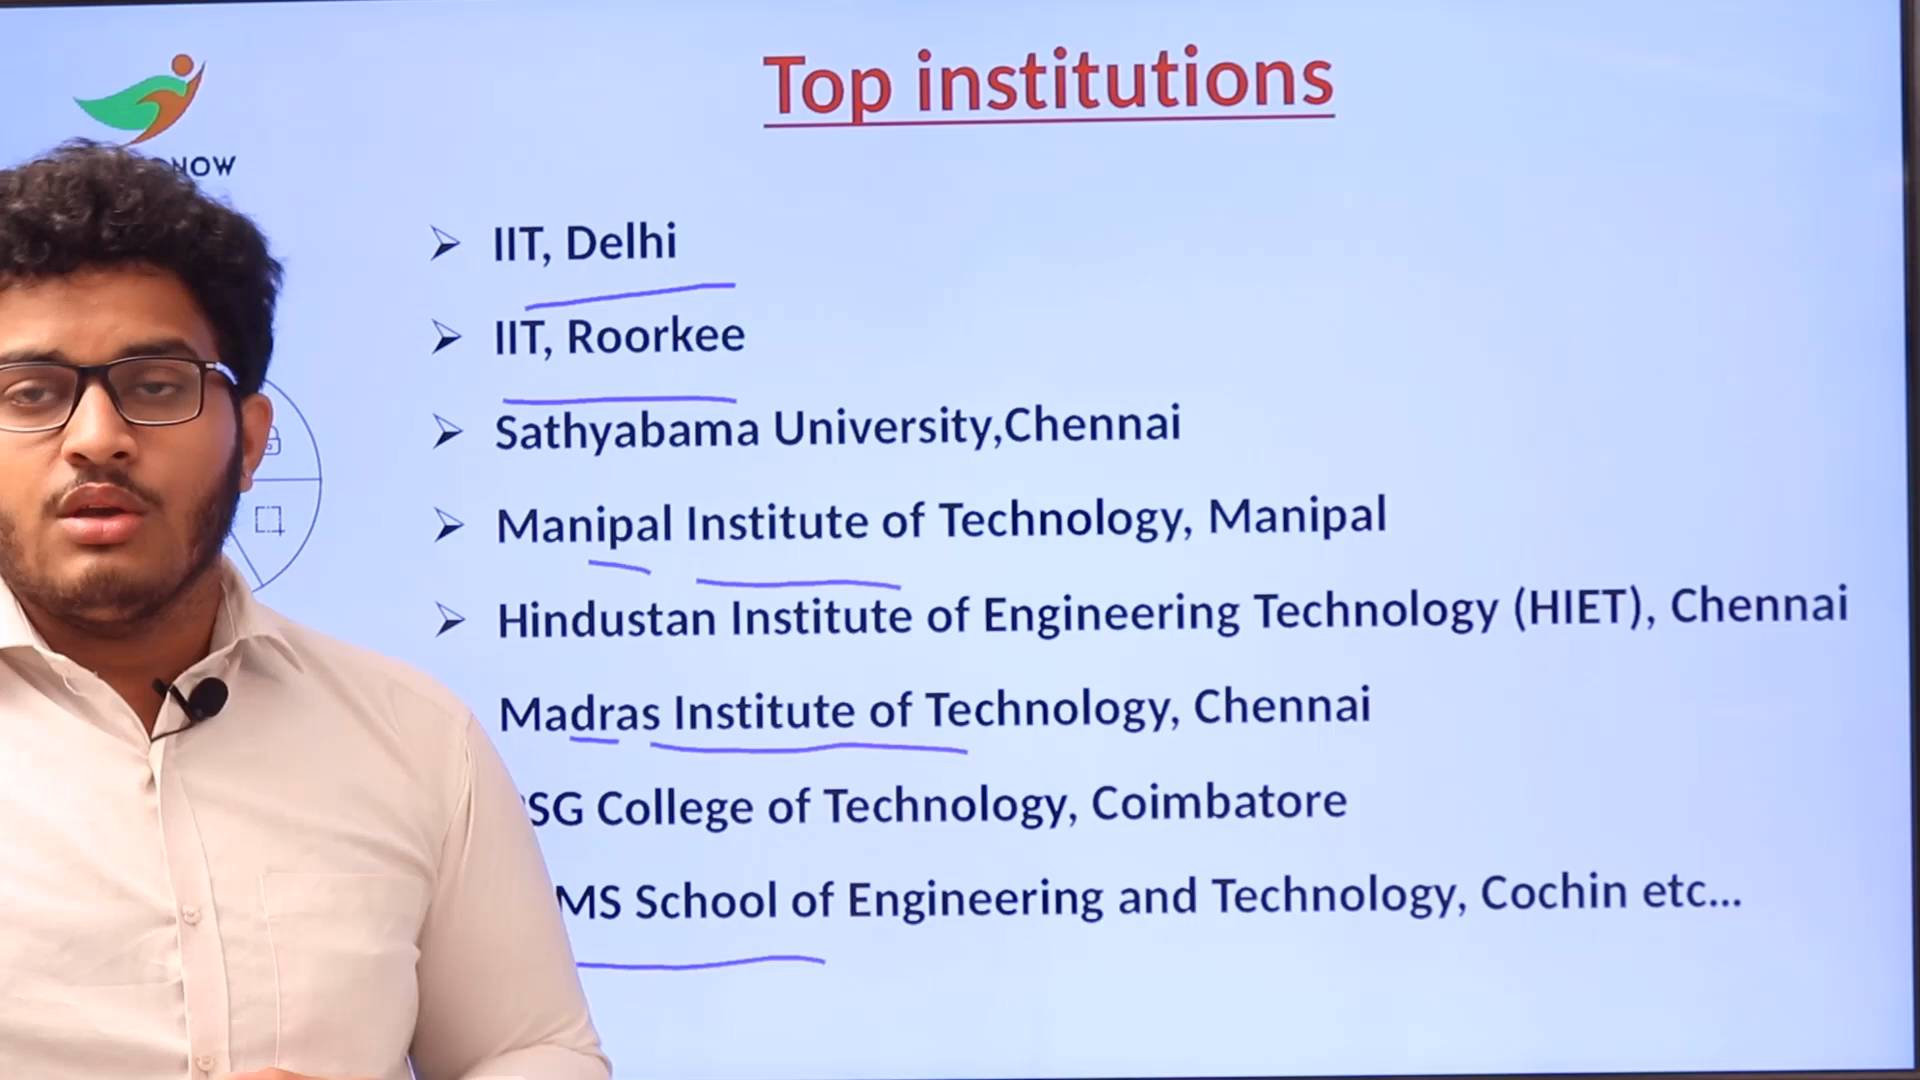 Top institutions
NOW
IIT, Delhi
IIT, Roorkee
Sathyabama University,Chennai
Manipal Institute of Technology, Manipal
Hindustan Institute of Engineering Technology (HIET), Chennai
Madras Institute of Technology, Chennai
SG College of Technology, Coimbatore
MS School of Engineering and Technology, Cochin etc...